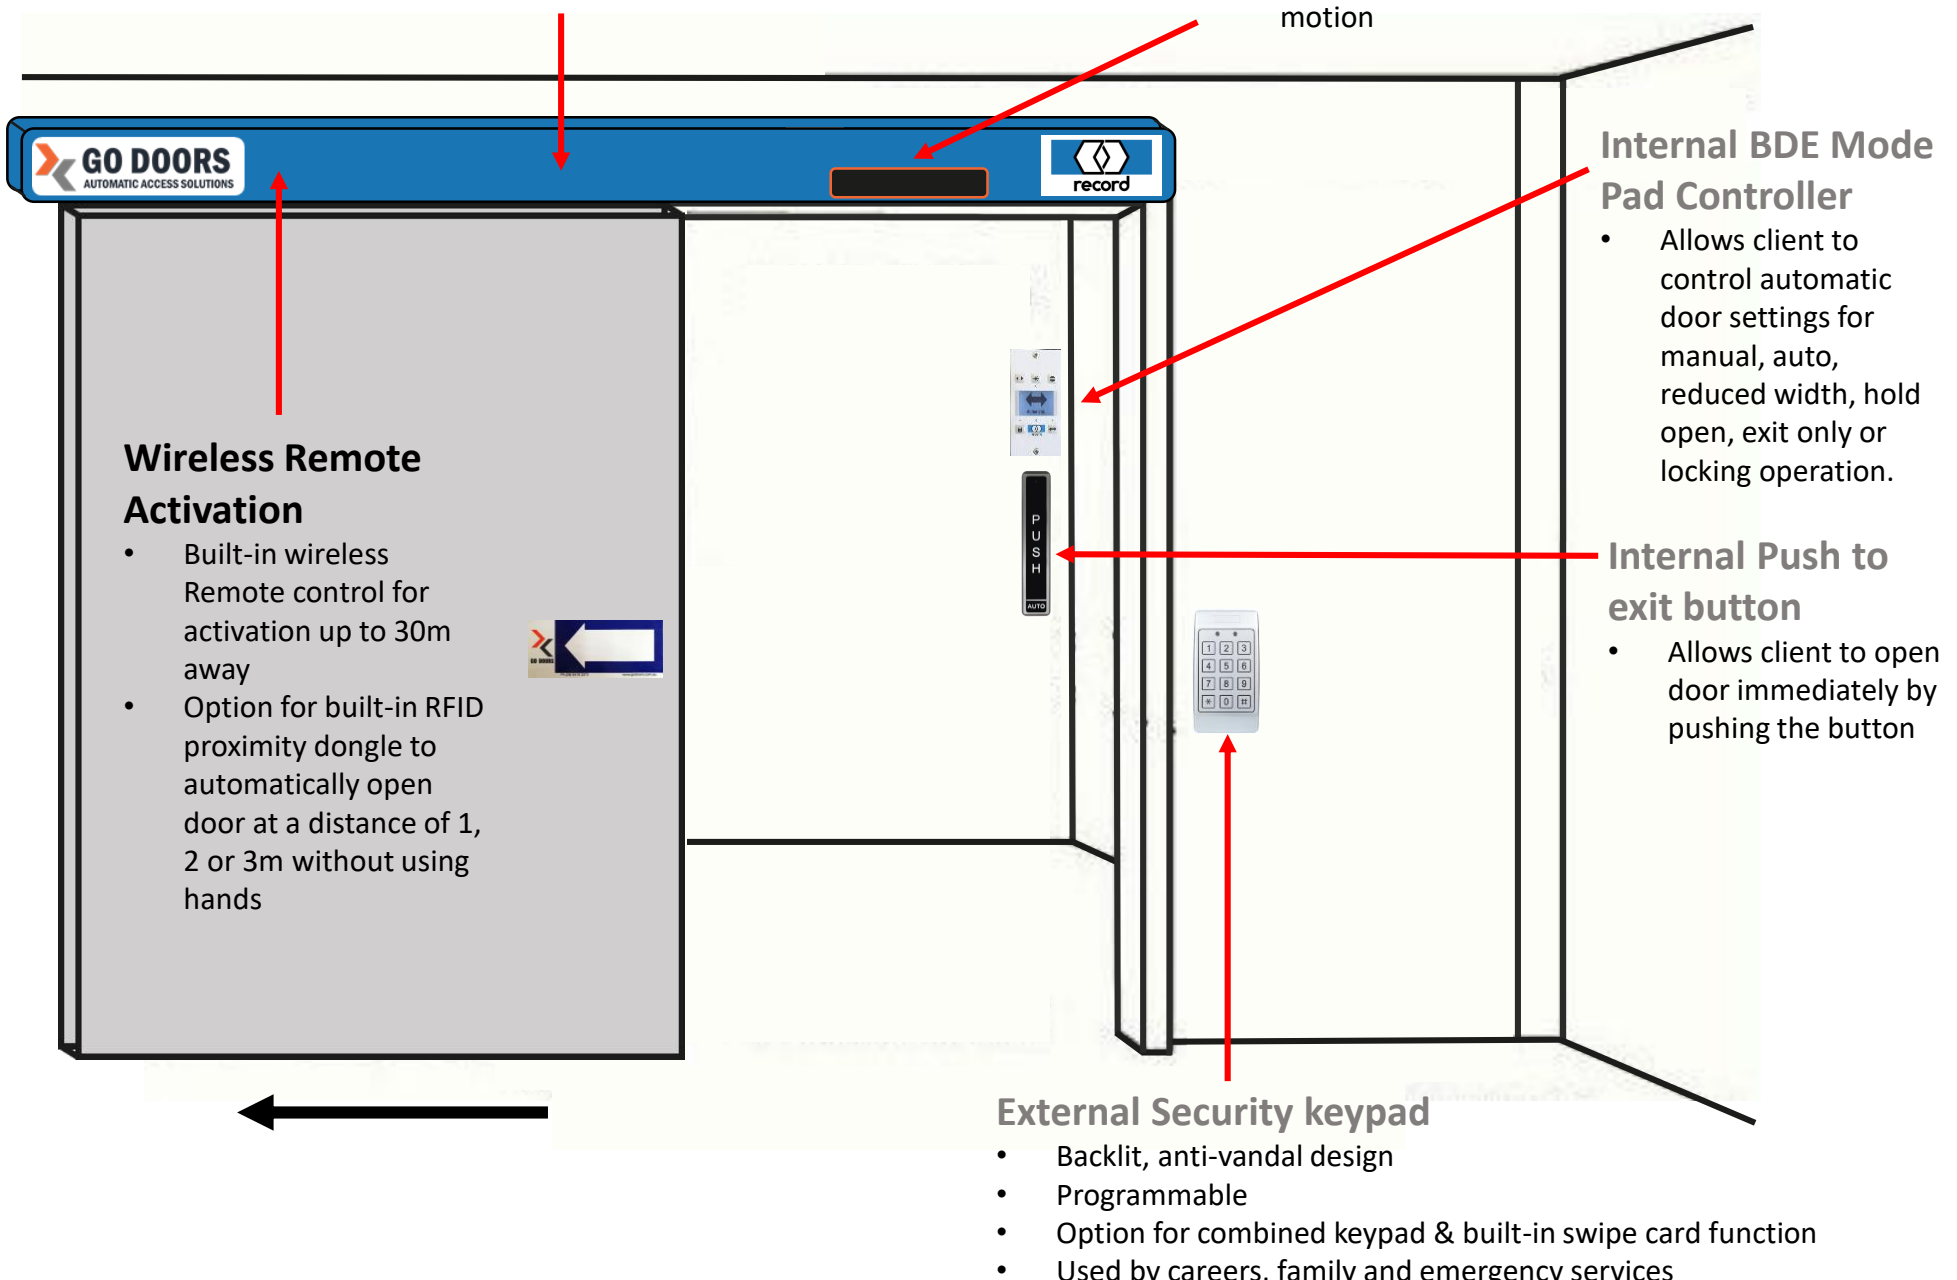 motion
GO DOORS
AUTOMATIC ACCESS SOLUTIONS
record
Internal BDE Mode
Pad Controller
• Allows client to
control automatic
door settings for
manual, auto,
reduced width, hold
open, exit only or
locking operation.
Wireless Remote
Activation
• Built-in wireless
Remote control for
activation up to 30m
away
• Option for built-in RFID
proximity dongle to
automatically open
door at a distance of 1,
2 or 3m without using
hands
GO DOORS
P
U
S
H
AUTO
Internal Push to
exit button
• Allows client to open
door immediately by
pushing the button
1 2 3
4 5 6
7 8 9
* 0 #
External Security keypad
• Backlit, anti-vandal design
• Programmable
• Option for combined keypad & built-in swipe card function
• Used by careers, family and emergency services